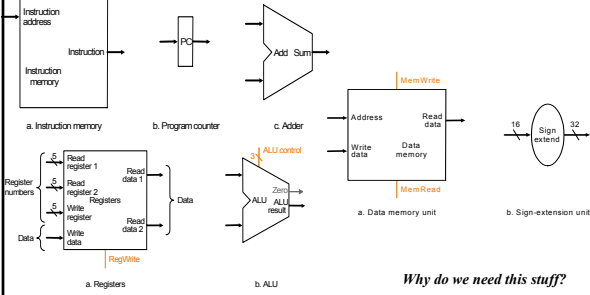 Instruction
address
Instruction
Instruction
memory
a. Instruction memory
PC
b. Program counter
Add Sum
c. Adder
MemWrite
Address
Read
data
Write
data
Data
memory
MemRead
a. Data memory unit
16
Sign
extend
32
b. Sign-extension unit
Register
numbers
5
Read
register 1
5
Read
register 2
5
Write
register
Data
Write
data
Registers
Read
data 1
Read
data 2
Data
RegWrite
a. Registers
3
ALU control
Zero
ALU
ALU
result
b. ALU
Why do we need this stuff?